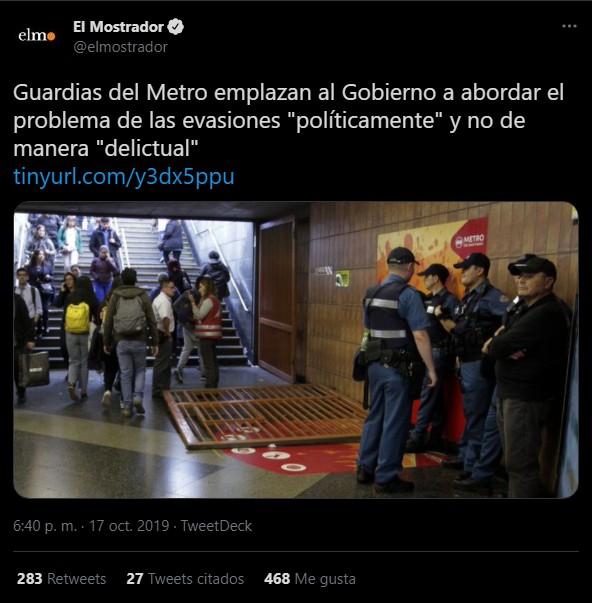 elmo
El Mostrador
@elmostrador
Guardias del Metro emplazan al Gobierno a abordar el
problema de las evasiones "políticamente" y no de
manera "delictual"
tinyurl.com/y3dx5ppu
METRO
6:40 p. m. · 17 oct. 2019 · TweetDeck
283 Retweets 27 Tweets citados 468 Me gusta